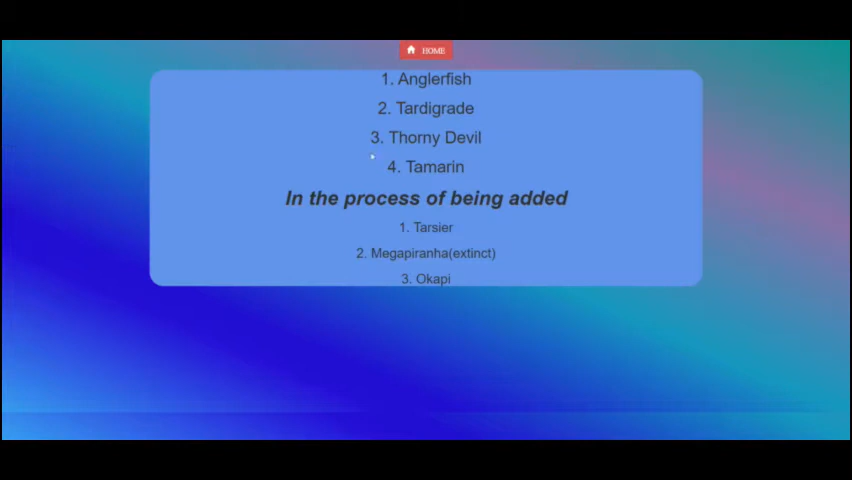 HOME
1. Anglerfish
2. Tardigrade
3. Thorny Devil
4. Tamarin
In the process of being added
1. Tarsier
2. Megapiranha(extinct)
3. Okapi